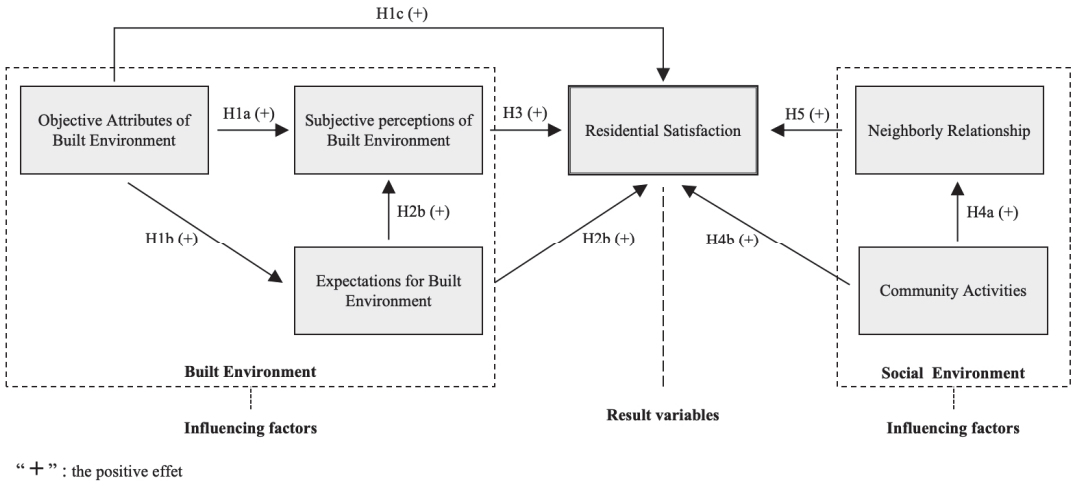 H1c (+)
Objective Attributes of
Built Environment
H1a (+)
Subjective perceptions of
Built Environment
H3 (+)
Residential Satisfaction
H5 (+)
Neighborly Relationship
H1b (+)
H2b (+)
H2b (+)
H4b (+)
H4a (+)
Expectations for Built
Environment
Community Activities
Built Environment
Social Environment
Influencing factors
Result variables
Influencing factors
“+” : the positive effet